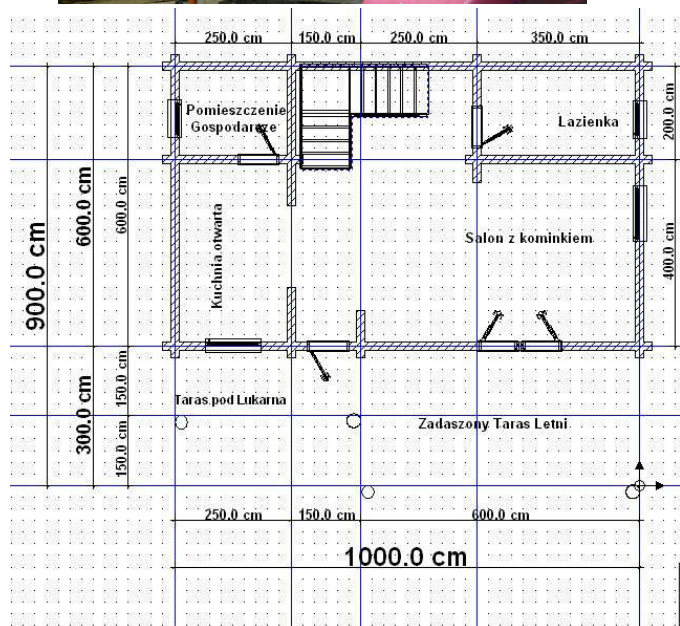 250.0 cm 150.0 cm 250.0 cm 350.0 cm
Pomieszczenie
Gospodarcze
Lazienka
200.0 cm
600.0 cm
600.0 cm
900.0 cm
Kuchnia otwarta
Salon z kominkiem
400.0 cm
150.0 cm
Taras pod Lukarna
300.0 cm
150.0 cm
Zadaszony Taras Letni
250.0 cm 150.0 cm 600.0 cm
1000.0 cm